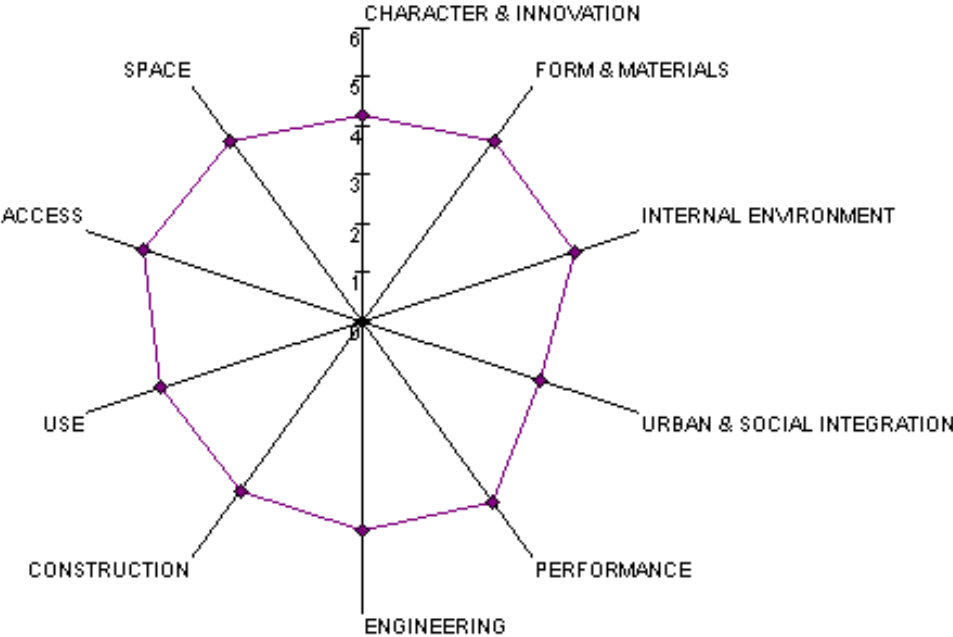 CHARACTER & INNOVATION
6
SPACE
FORM & MATERIALS
5
4
3
ACCESS
INTERNAL ENVIRONMENT
2
1
0
USE
URBAN & SOCIAL INTEGRATION
CONSTRUCTION
PERFORMANCE
ENGINEERING